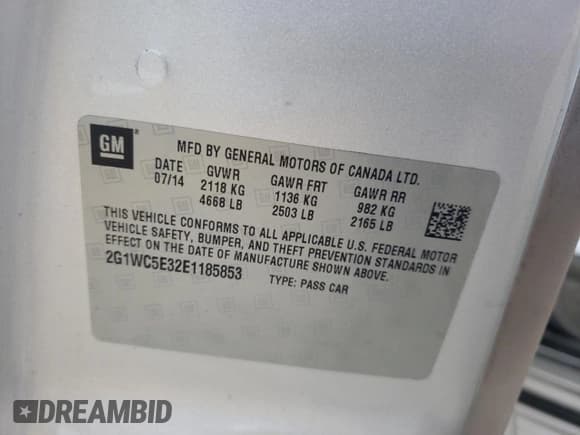 GM
MFD BY GENERAL MOTORS OF CANADA LTD.
DATE GVWR GAWR FRT GAWR RR
07/14 2118 KG 1136 KG 982 KG
4668 LB 2503 LB 2165 LB
THIS VEHICLE CONFORMS TO ALL APPLICABLE U.S. FEDERAL MOTOR
VEHICLE SAFETY, BUMPER, AND THEFT PREVENTION STANDARDS IN
EFFECT ON THE DATE OF MANUFACTURE SHOWN ABOVE.
2G1WC5E32E1185853 TYPE: PASS CAR
DREAMBID